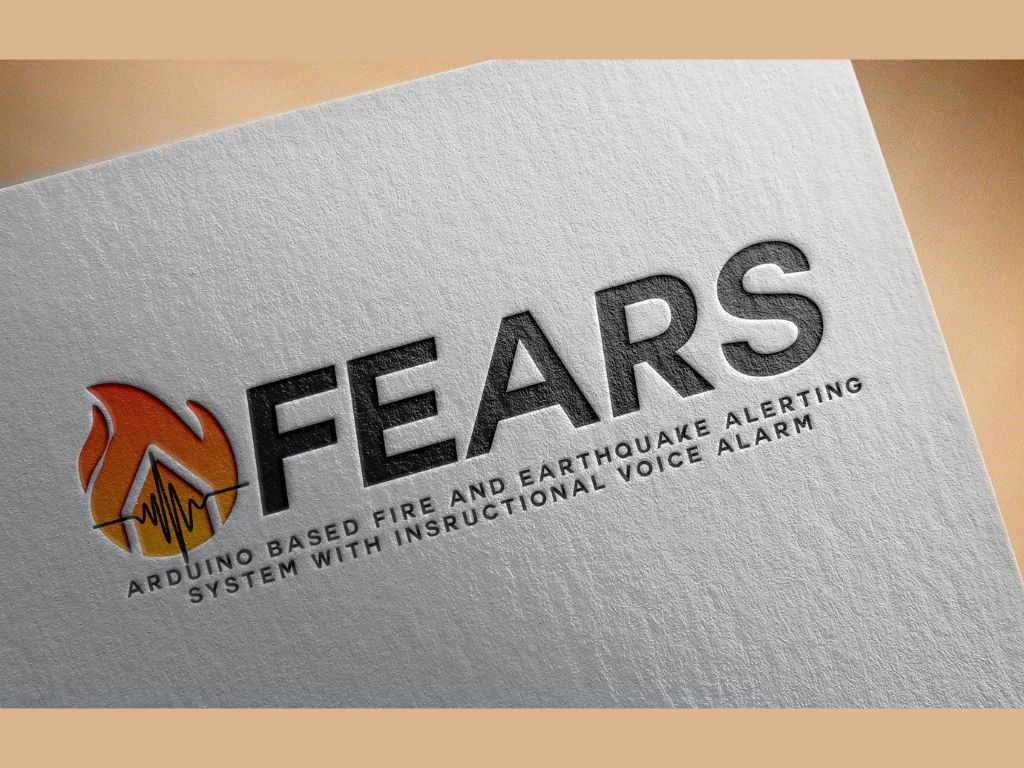 FEARS
ARDUINO BASED FIRE AND EARTHQUAKE ALERTING
SYSTEM WITH INSRUCTIONAL VOICE ALARM